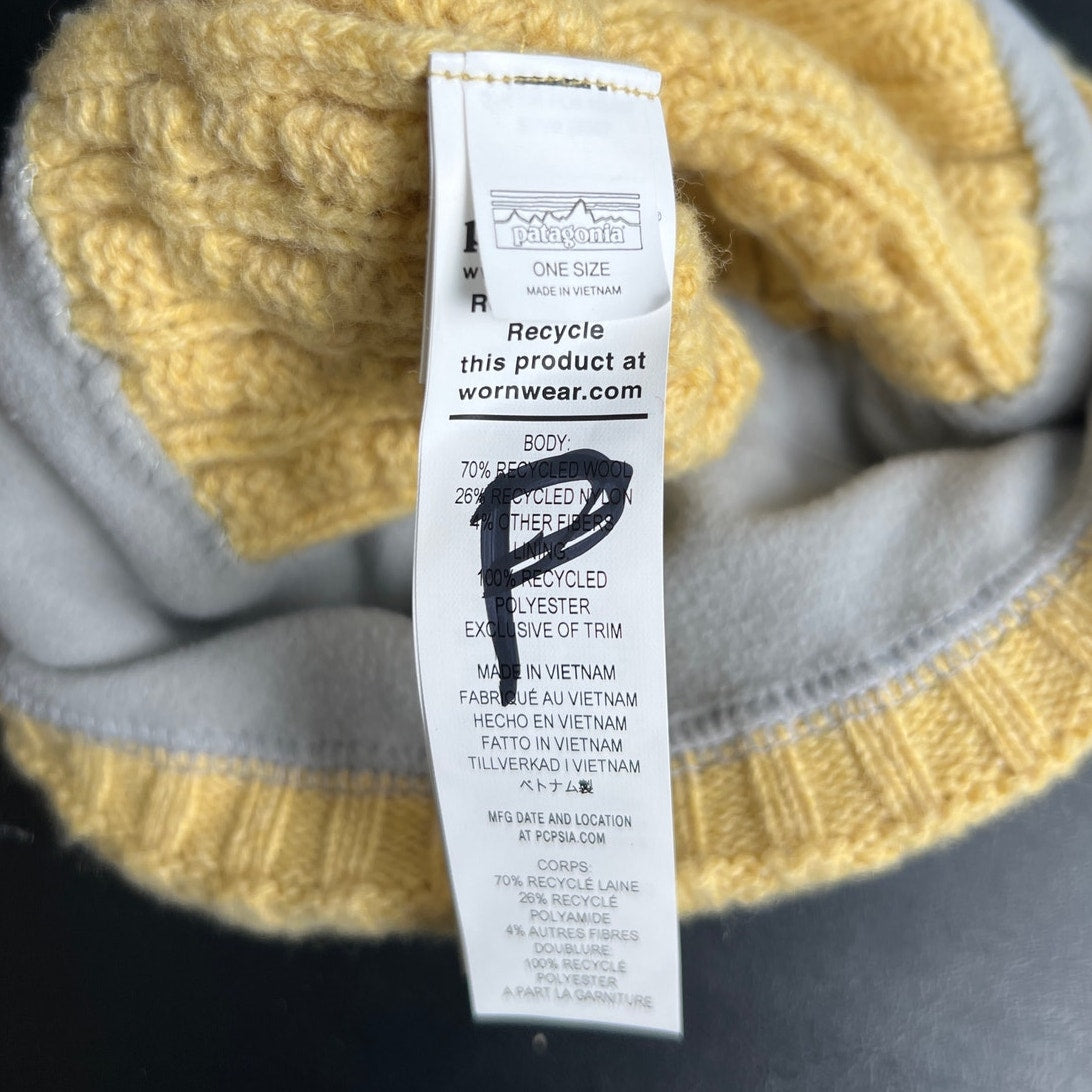 patagonia
ONE SIZE
MADE IN VIETNAM
Recycle
this product at
wornwear.com
BODY:
70% RECYCLED WOOL
26% RECYCLED NYLON
4% OTHER FIBERS
LINING:
100% RECYCLED
POLYESTER
EXCLUSIVE OF TRIM
P
MADE IN VIETNAM
FABRIQUÉ AU VIETNAM
HECHO EN VIETNAM
FATTO IN VIETNAM
TILLVERKAD I VIETNAM
ベトナム製
MFG DATE AND LOCATION
AT PCPSIA.COM
CORPS:
70% RECYCLÉ LAINE
26% RECYCLÉ
POLYAMIDE
4% AUTRES FIBRES
DOUBLURE:
100% RECYCLÉ
POLYESTER
A PART LA GARNITURE